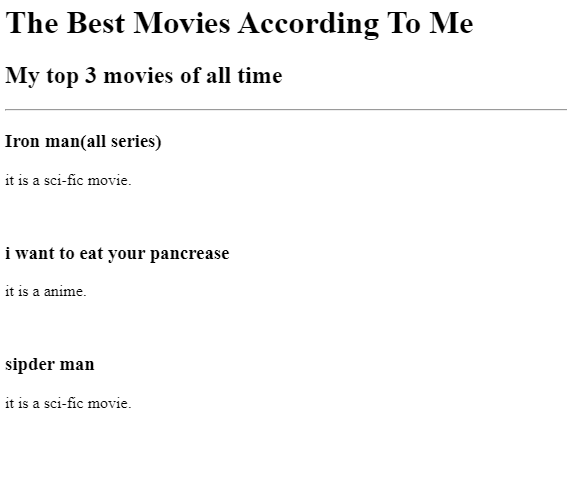 The Best Movies According To Me
My top 3 movies of all time
Iron man(all series)
it is a sci-fic movie.
i want to eat your pancrease
it is a anime.
sipder man
it is a sci-fic movie.